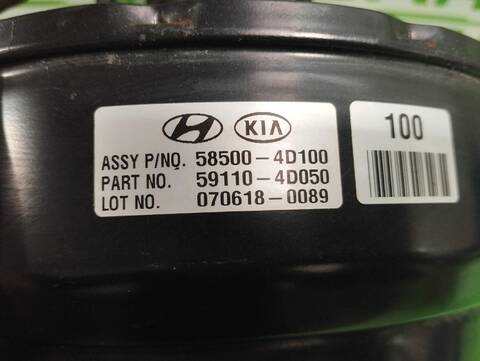 KIA
100
ASSY P/NO. 58500-4D100
PART NO. 59110-4D050
LOT NO. 070618-0089